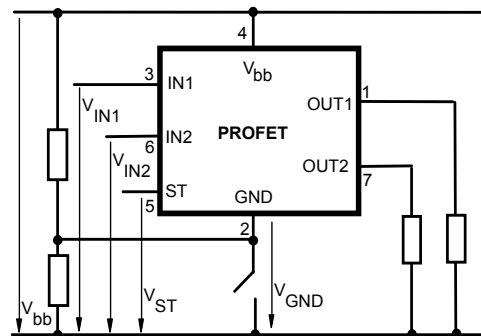 4
V bb
3
IN1
V IN1
1
OUT1
PROFET
IN2
6
V IN2
OUT2
7
ST
5
GND
2
V bb
V ST
V GND